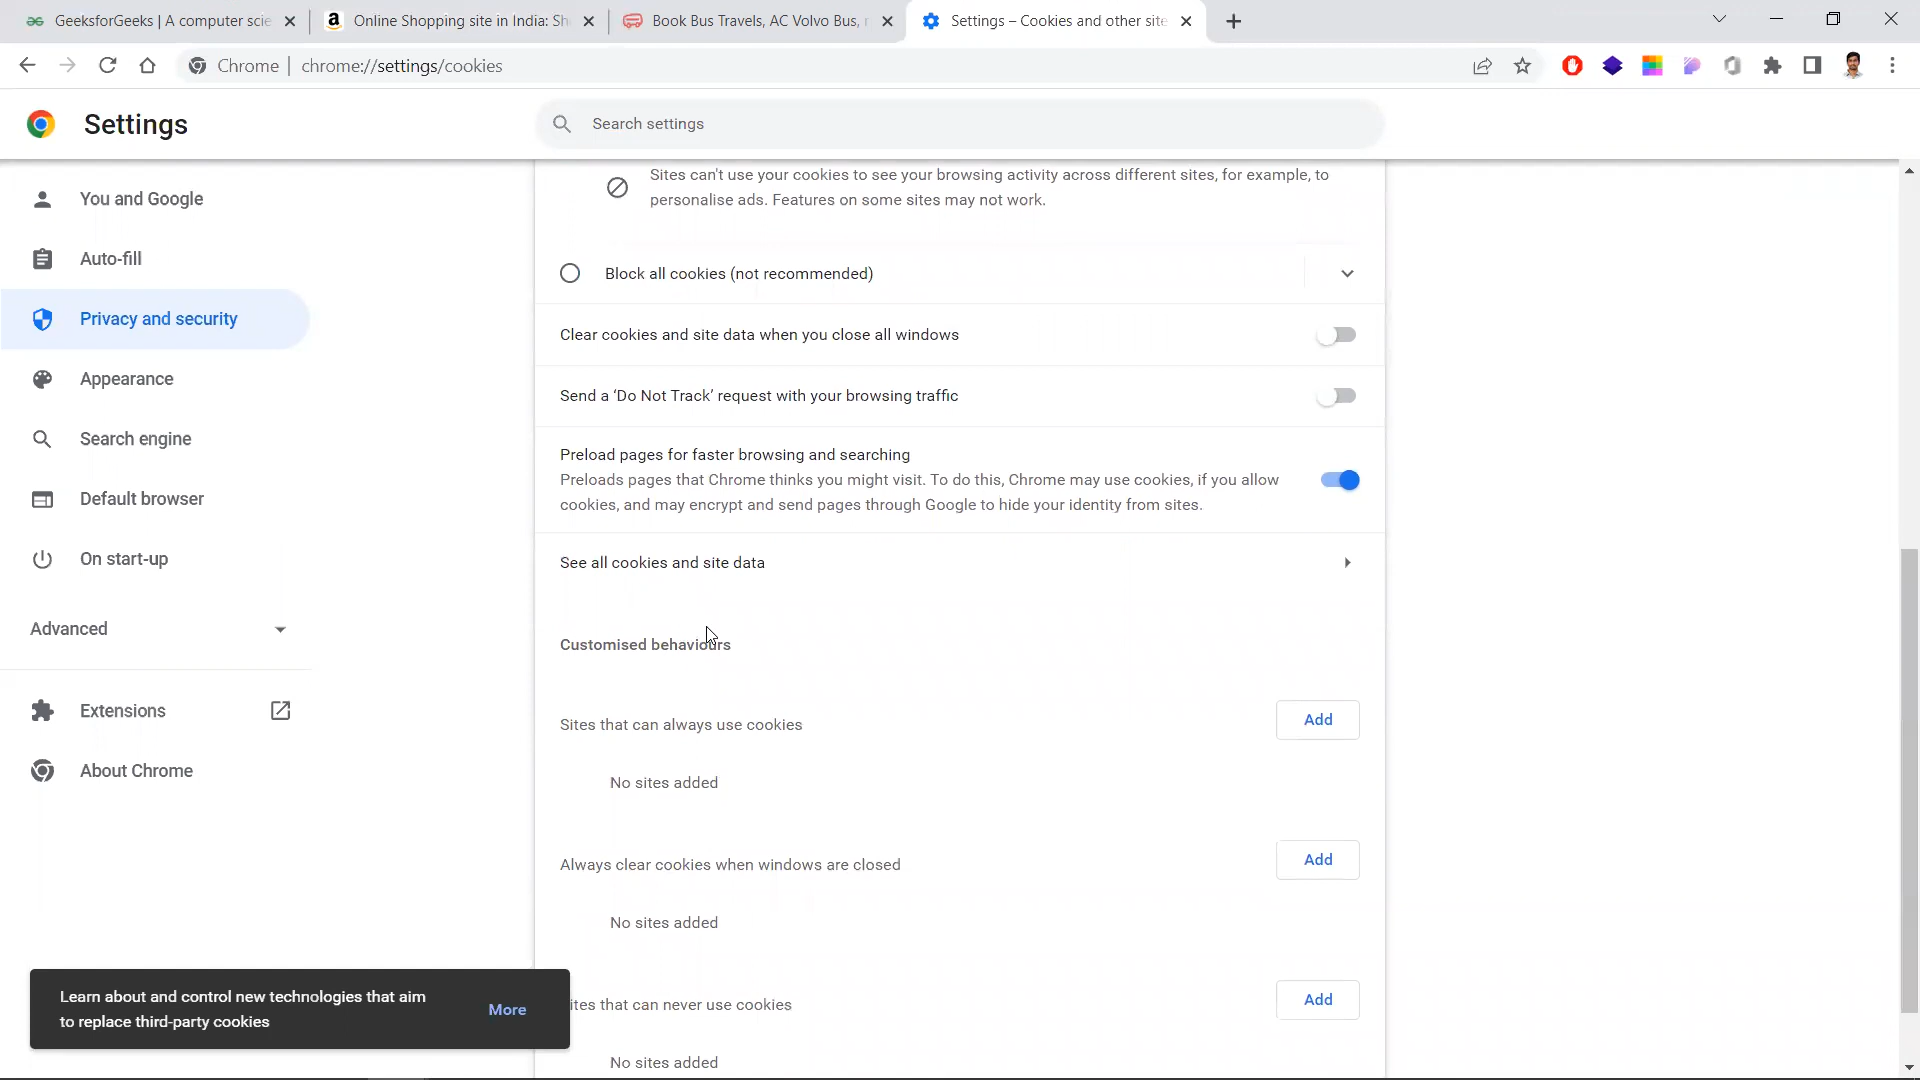 GeeksforGeeks | A computer scie
Online Shopping site in India: Sh
Book Bus Travels, AC Volvo Bus, r
Settings – Cookies and other site
Chrome | chrome://settings/cookies
Settings
Search settings
You and Google
Auto-fill
Privacy and security
Appearance
Search engine
Default browser
On start-up
Advanced
Extensions
About Chrome
Sites can't use your cookies to see your browsing activity across different sites, for example, to
personalise ads. Features on some sites may not work.
Block all cookies (not recommended)
Clear cookies and site data when you close all windows
Send a ‘Do Not Track’ request with your browsing traffic
Preload pages for faster browsing and searching
Preloads pages that Chrome thinks you might visit. To do this, Chrome may use cookies, if you allow
cookies, and may encrypt and send pages through Google to hide your identity from sites.
See all cookies and site data
Customised behaviours
Sites that can always use cookies
Add
No sites added
Always clear cookies when windows are closed
Add
No sites added
ites that can never use cookies
Add
No sites added
Learn about and control new technologies that aim
to replace third-party cookies
More